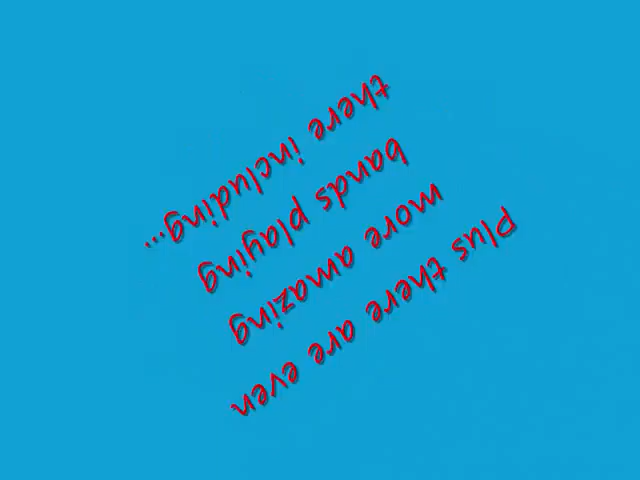 Plus there are even
more amazing
bands playing
there including...